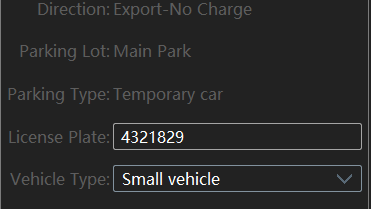 Direction: Export-No Charge
Parking Lot: Main Park
Parking Type: Temporary car
License Plate: 4321829
Vehicle Type: Small vehicle